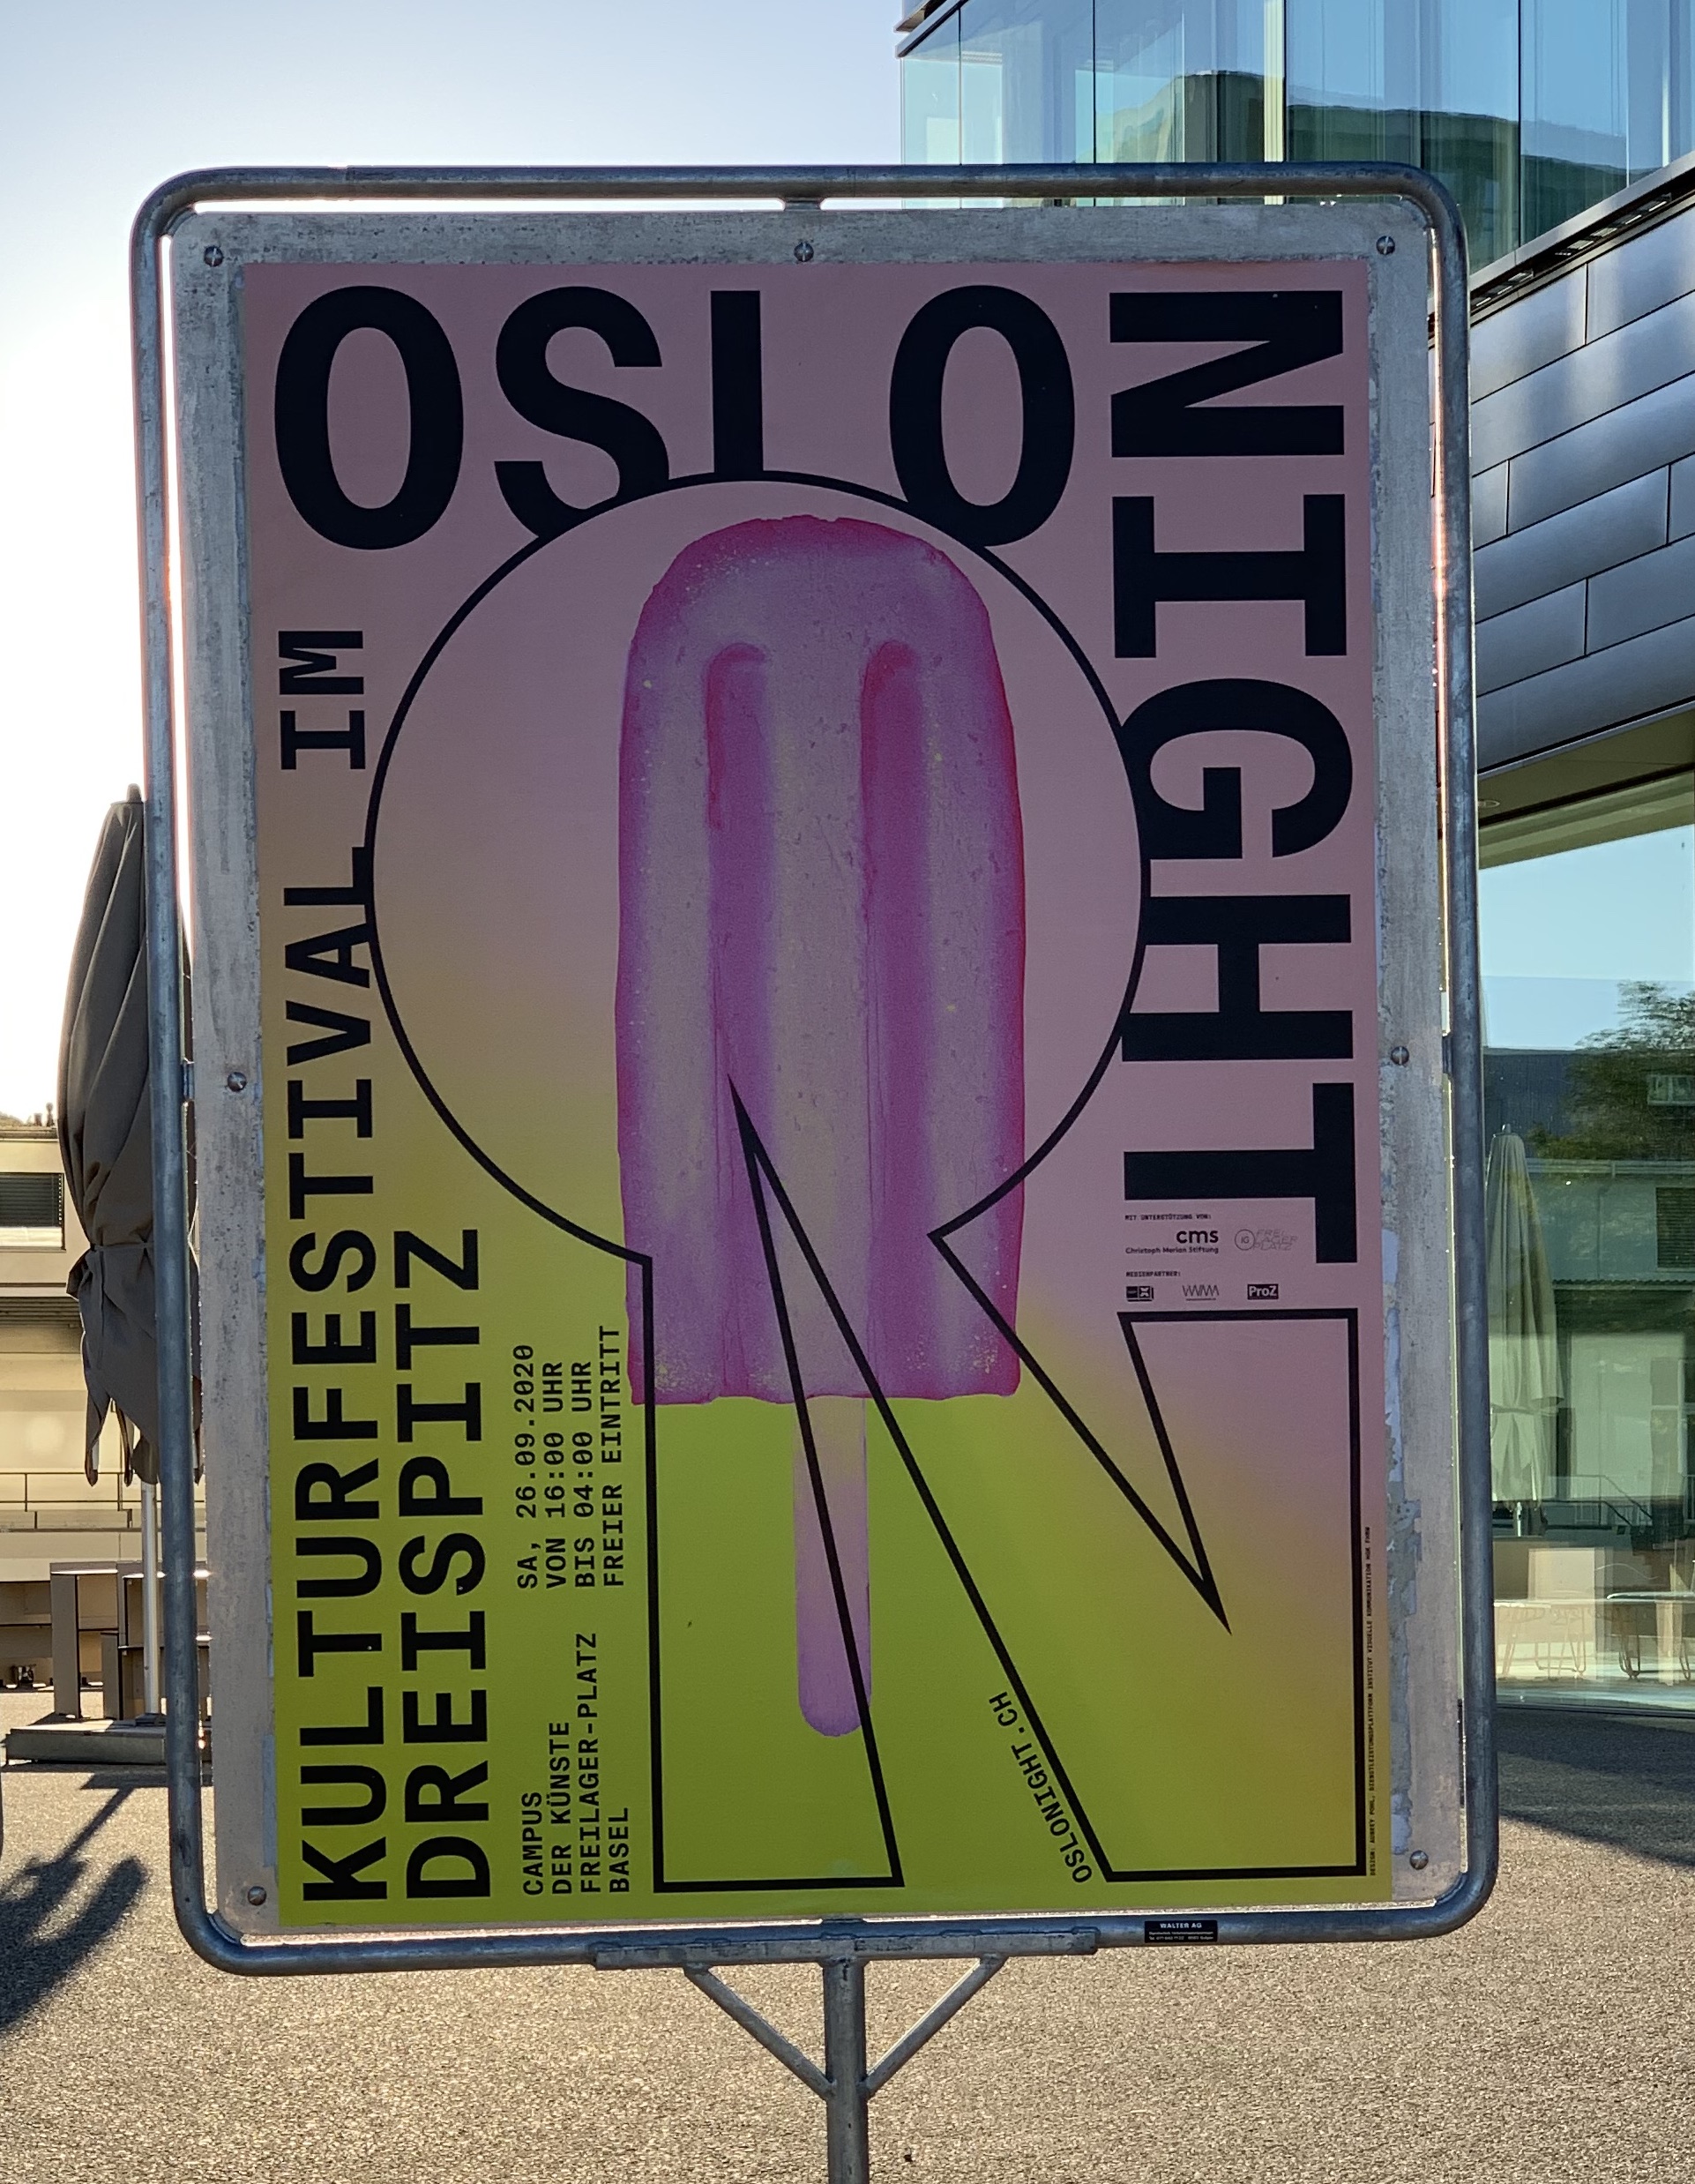 OSLO
NIGHT
KULTURFESTIVAL IM
DREISPITZ
SA, 26.09.2020
VON 16:00 UHR
BIS 04:00 UHR
FREIER EINTRITT
CAMPUS
DER KÜNSTE
FREILAGER-PLATZ
BASEL
OSLONIGHT.CH
MIT UNTERSTÜTZUNG VON:
cms
Christoph Merian Stiftung
FREI
LAGER
PLATZ
MEDIENPARTNER:
ProZ
WALTER AG